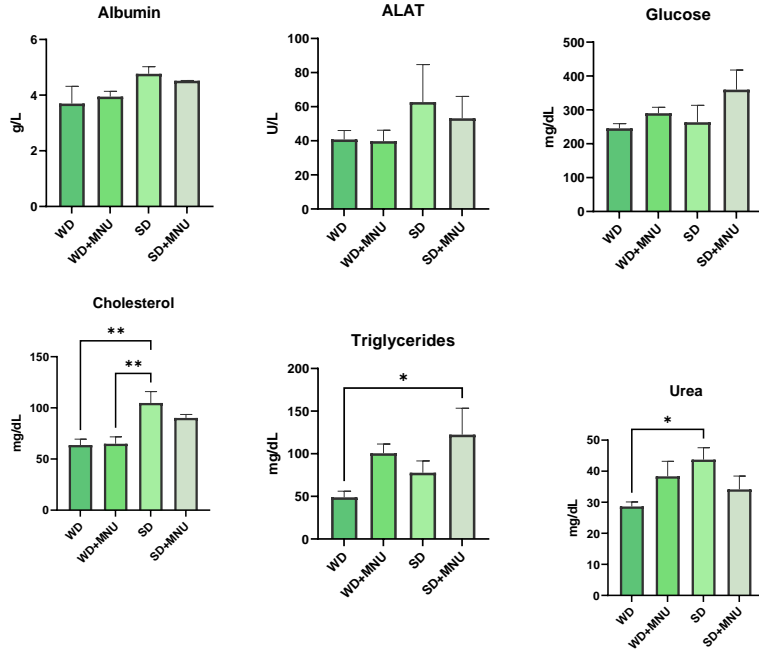 Albumin
g/L
6
4
2
0
WD
WD+MNU
SD
SD+MNU
ALAT
U/L
100
80
60
40
20
0
WD
WD+MNU
SD
SD+MNU
Glucose
mg/dL
500
400
300
200
100
0
WD
WD+MNU
SD
SD+MNU
Cholesterol
**
**
mg/dL
150
100
50
0
WD
WD+MNU
SD
SD+MNU
Triglycerides
*
mg/dL
200
150
100
50
0
WD
WD+MNU
SD
SD+MNU
Urea
*
mg/dL
50
40
30
20
10
0
WD
WD+MNU
SD
SD+MNU